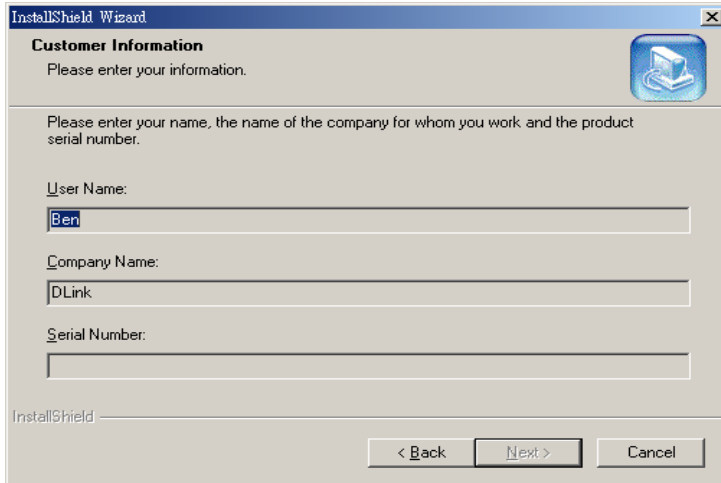 InstallShield Wizard
Customer Information
Please enter your information.
Please enter your name, the name of the company for whom you work and the product
serial number.
User Name:
Ben
Company Name:
DLink
Serial Number:
InstallShield
< Back
Next >
Cancel